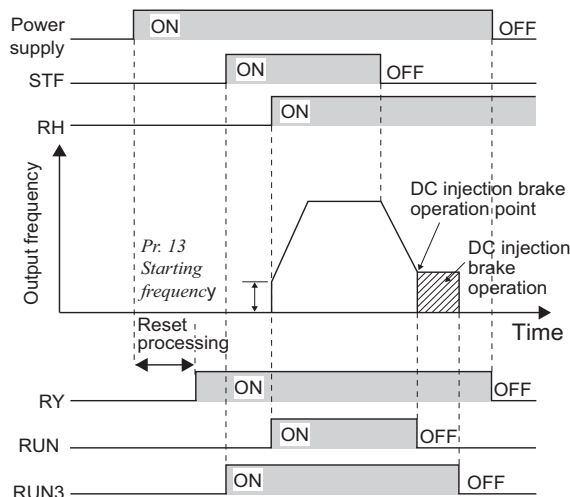 Power
supply
ON
OFF
STF
ON
OFF
RH
ON
Output frequency
Pr. 13
Starting
frequency
DC injection brake
operation point
DC injection
brake
operation
Time
Reset
processing
RY
ON
OFF
RUN
ON
OFF
RUN3
ON
OFF